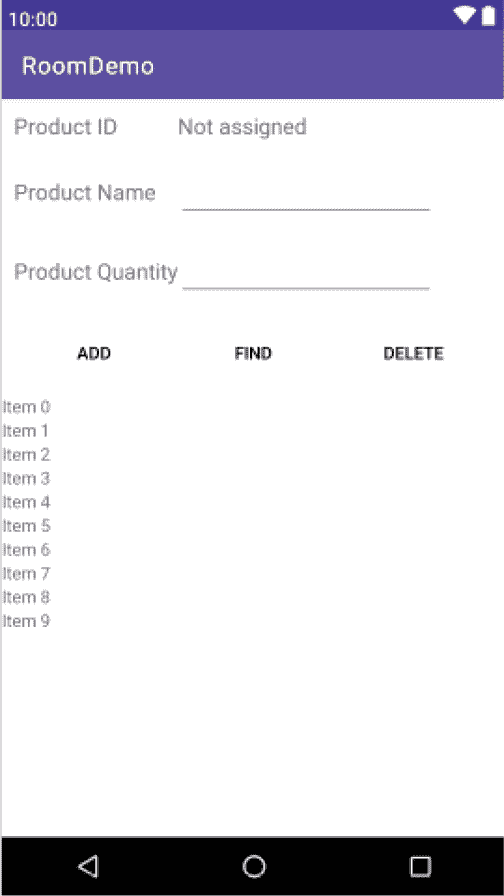 10:00
RoomDemo
Product ID Not assigned
Product Name
Product Quantity
ADD FIND DELETE
Item 0
Item 1
Item 2
Item 3
Item 4
Item 5
Item 6
Item 7
Item 8
Item 9